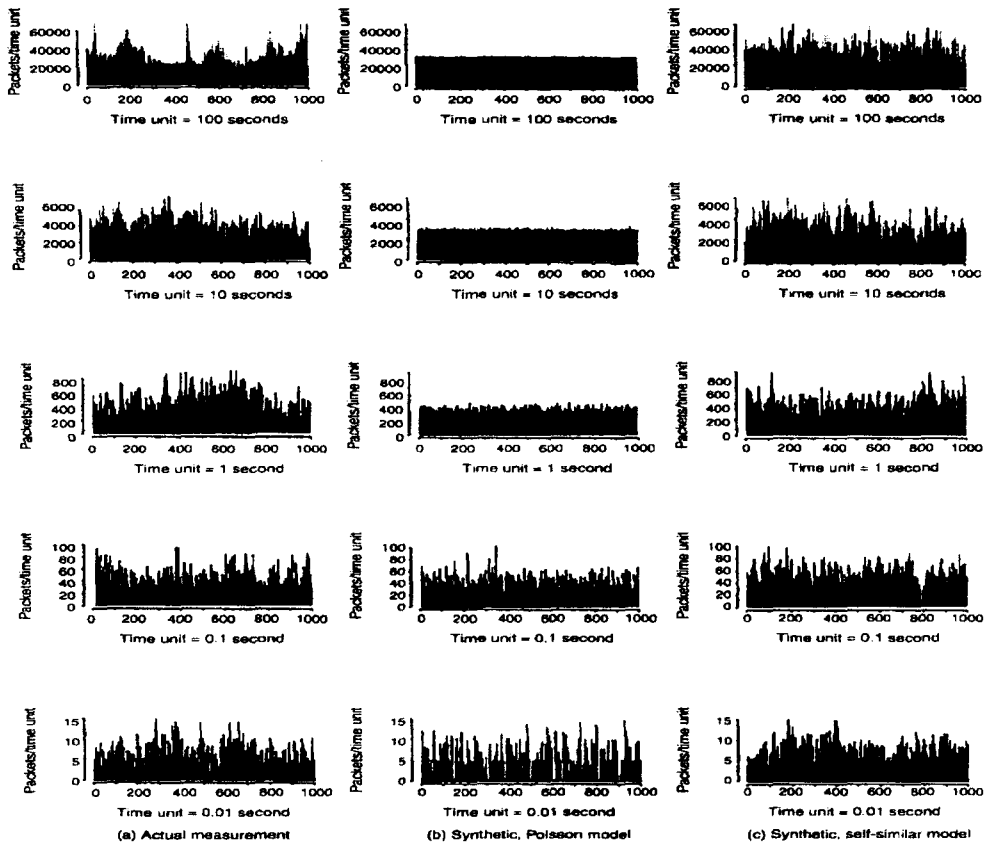 Packets/time unit
60000
40000
20000
0
0 200 400 600 800 1000
Time unit = 100 seconds
Packets/time unit
60000
40000
20000
0
0 200 400 600 800 1000
Time unit = 100 seconds
Packets/time unit
60000
40000
20000
0
0 200 400 600 800 1000
Time unit = 100 seconds
Packets/time unit
6000
4000
2000
0
0 200 400 600 800 1000
Time unit = 10 seconds
Packets/time unit
6000
4000
2000
0
0 200 400 600 800 1000
Time unit = 10 seconds
Packets/time unit
6000
4000
2000
0
0 200 400 600 800 1000
Time unit = 10 seconds
Packets/time unit
800
600
400
200
0
0 200 400 600 800 1000
Time unit = 1 second
Packets/time unit
800
600
400
200
0
0 200 400 600 800 1000
Time unit = 1 second
Packets/time unit
800
600
400
200
0
0 200 400 600 800 1000
Time unit = 1 second
Packets/time unit
100
80
60
40
20
0
0 200 400 600 800 1000
Time unit = 0.1 second
Packets/time unit
100
80
60
40
20
0
0 200 400 600 800 1000
Time unit = 0.1 second
Packets/time unit
100
80
60
40
20
0
0 200 400 600 800 1000
Time unit = 0.1 second
Packets/time unit
15
10
5
0
0 200 400 600 800 1000
Time unit = 0.01 second
(a) Actual measurement
Packets/time unit
15
10
5
0
0 200 400 600 800 1000
Time unit = 0.01 second
(b) Synthetic, Poisson model
Packets/time unit
15
10
5
0
0 200 400 600 800 1000
Time unit = 0.01 second
(c) Synthetic, self-similar model